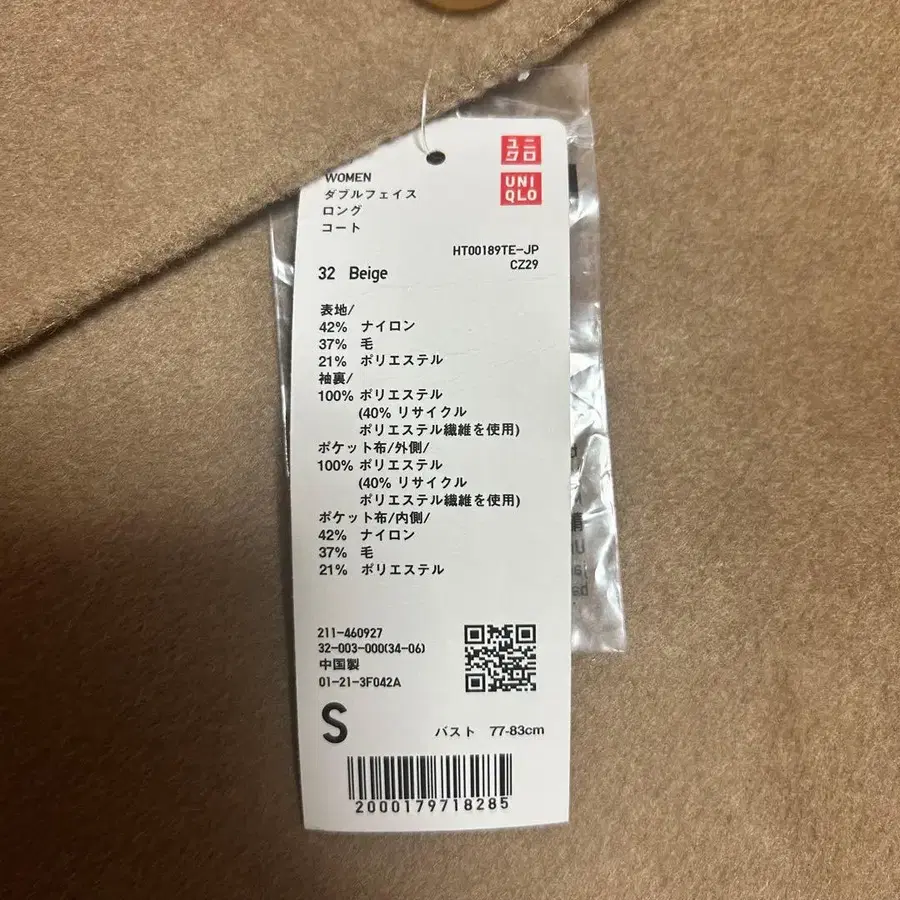 ユニ
クロ
UNI
QLO
WOMEN
ダブルフェイス
ロング
コート
HT00189TE-JP
CZ29
32 Beige
表地/
42% ナイロン
37% 毛
21% ポリエステル
袖裏/
100% ポリエステル
(40% リサイクル
ポリエステル繊維を使用)
ポケット布/外側/
100% ポリエステル
(40% リサイクル
ポリエステル繊維を使用)
ポケット布/内側/
42% ナイロン
37% 毛
21% ポリエステル
211-460927
32-003-000(34-06)
中国製
01-21-3F042A
S
バスト 77-83cm
2000179718285